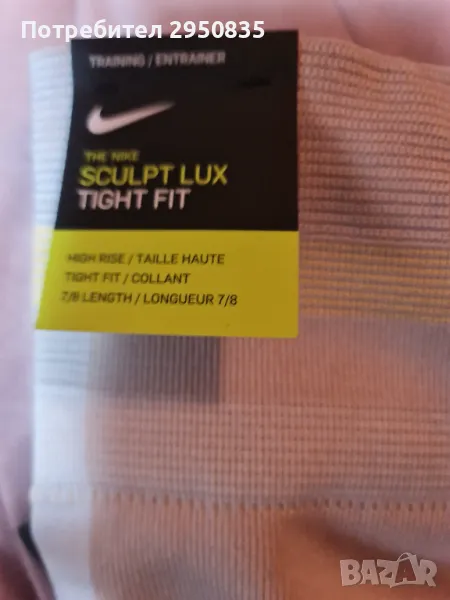 Потребител 2950835
TRAINING / ENTRAINER
THE NIKE
SCULPT LUX
TIGHT FIT
HIGH RISE / TAILLE HAUTE
TIGHT FIT / COLLANT
7/8 LENGTH / LONGUEUR 7/8
BAZAR